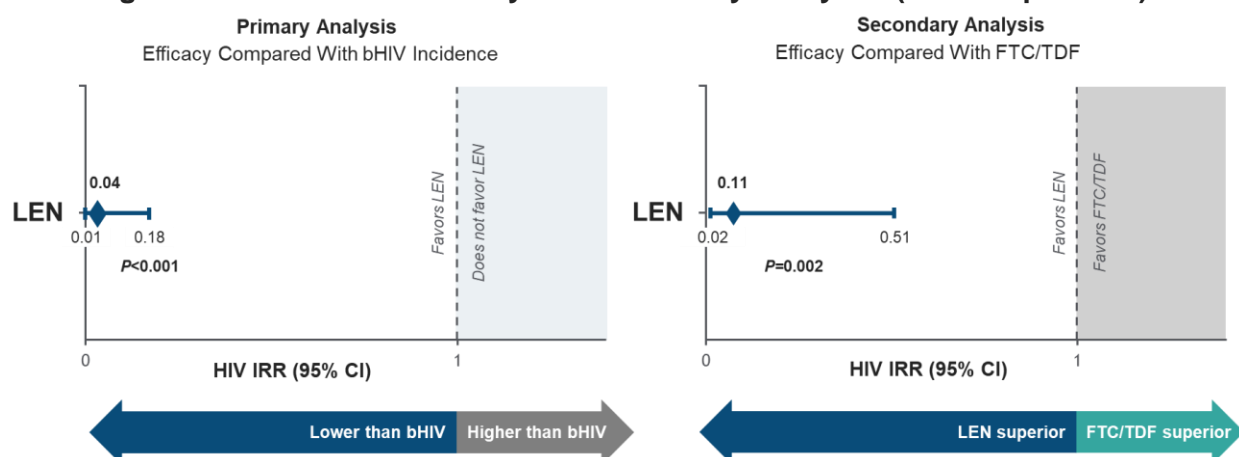 Primary Analysis
Efficacy Compared With bHIV Incidence
LEN
0.04
0.01
0.18
P<0.001
Favors LEN
Does not favor LEN
0
1
HIV IRR (95% CI)
Lower than bHIV
Higher than bHIV
Secondary Analysis
Efficacy Compared With FTC/TDF
LEN
0.11
0.02
0.51
P=0.002
Favors LEN
Favors FTC/TDF
0
1
HIV IRR (95% CI)
LEN superior
FTC/TDF superior